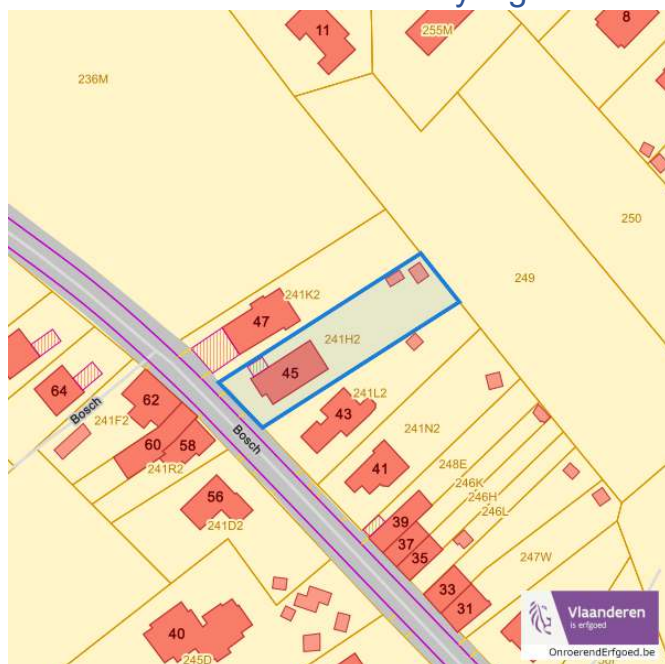 11
255M
8
236M
250
249
241K2
47
241H2
45
64
Bosch
62
241F2
43
241L2
Bosch
60
58
241N2
241R2
41
248E
246K
246H
246L
56
241D2
39
37
35
247W
33
31
40
245D
Vlaanderen
is erfgoed
OnroerendErfgoed.be